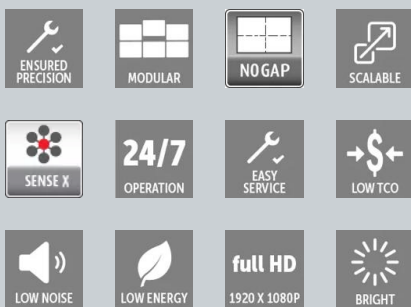 ENSURED
PRECISION
MODULAR
NO GAP
SCALABLE
SENSE X
24/7
OPERATION
EASY
SERVICE
→$←
LOW TCO
LOW NOISE
LOW ENERGY
full HD
1920 X 1080P
BRIGHT